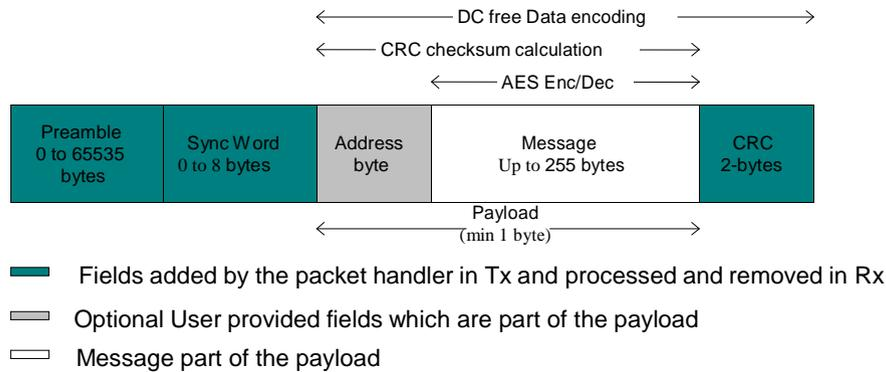 DC free Data encoding
CRC checksum calculation
AES Enc/Dec
Preamble
0 to 65535
bytes
Sync Word
0 to 8 bytes
Address
byte
Message
Up to 255 bytes
CRC
2-bytes
Payload
(min 1 byte)
Fields added by the packet handler in Tx and processed and removed in Rx
Optional User provided fields which are part of the payload
Message part of the payload